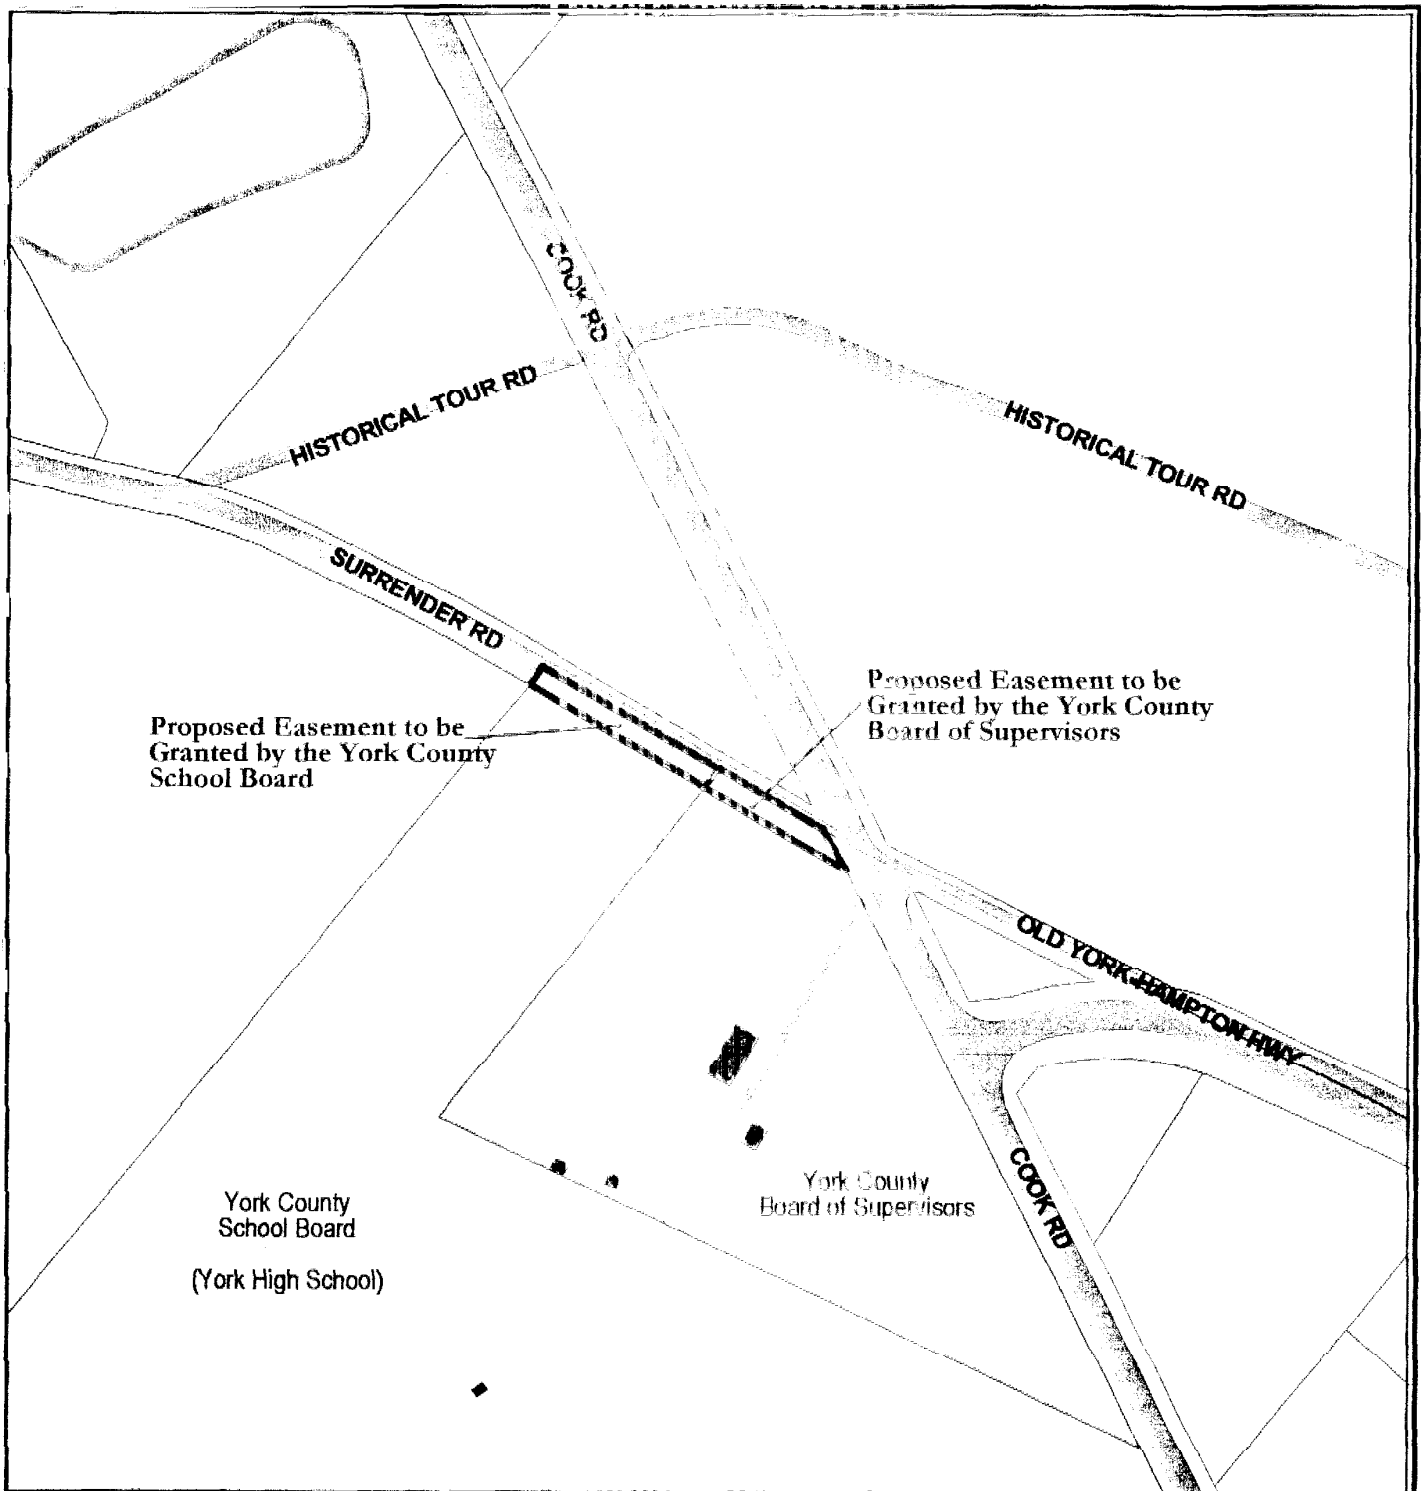 COOK RD
HISTORICAL TOUR RD
HISTORICAL TOUR RD
SURRENDER RD
Proposed Easement to be
Granted by the York County
Board of Supervisors
Proposed Easement to be
Granted by the York County
School Board
OLD YORK-HAMPTON HWY
COOK RD
York County
Board of Supervisors
York County
School Board
(York High School)